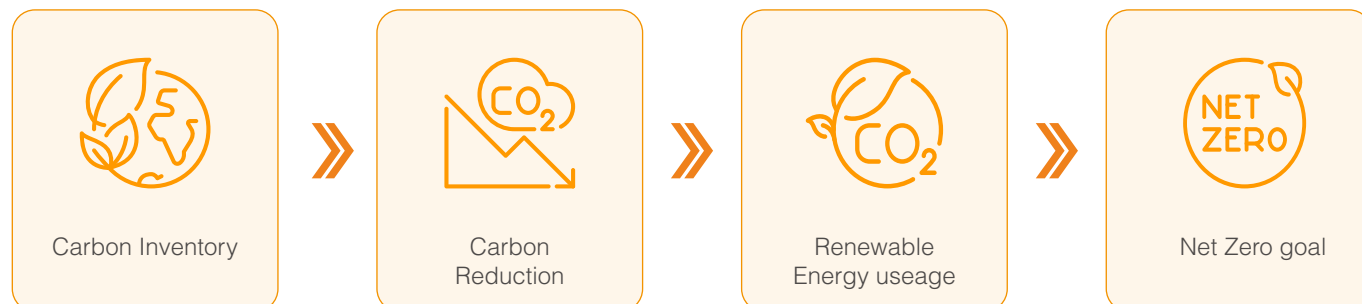 Carbon Inventory
CO2
Carbon
Reduction
CO2
Renewable
Energy useage
NET
ZERO
Net Zero goal